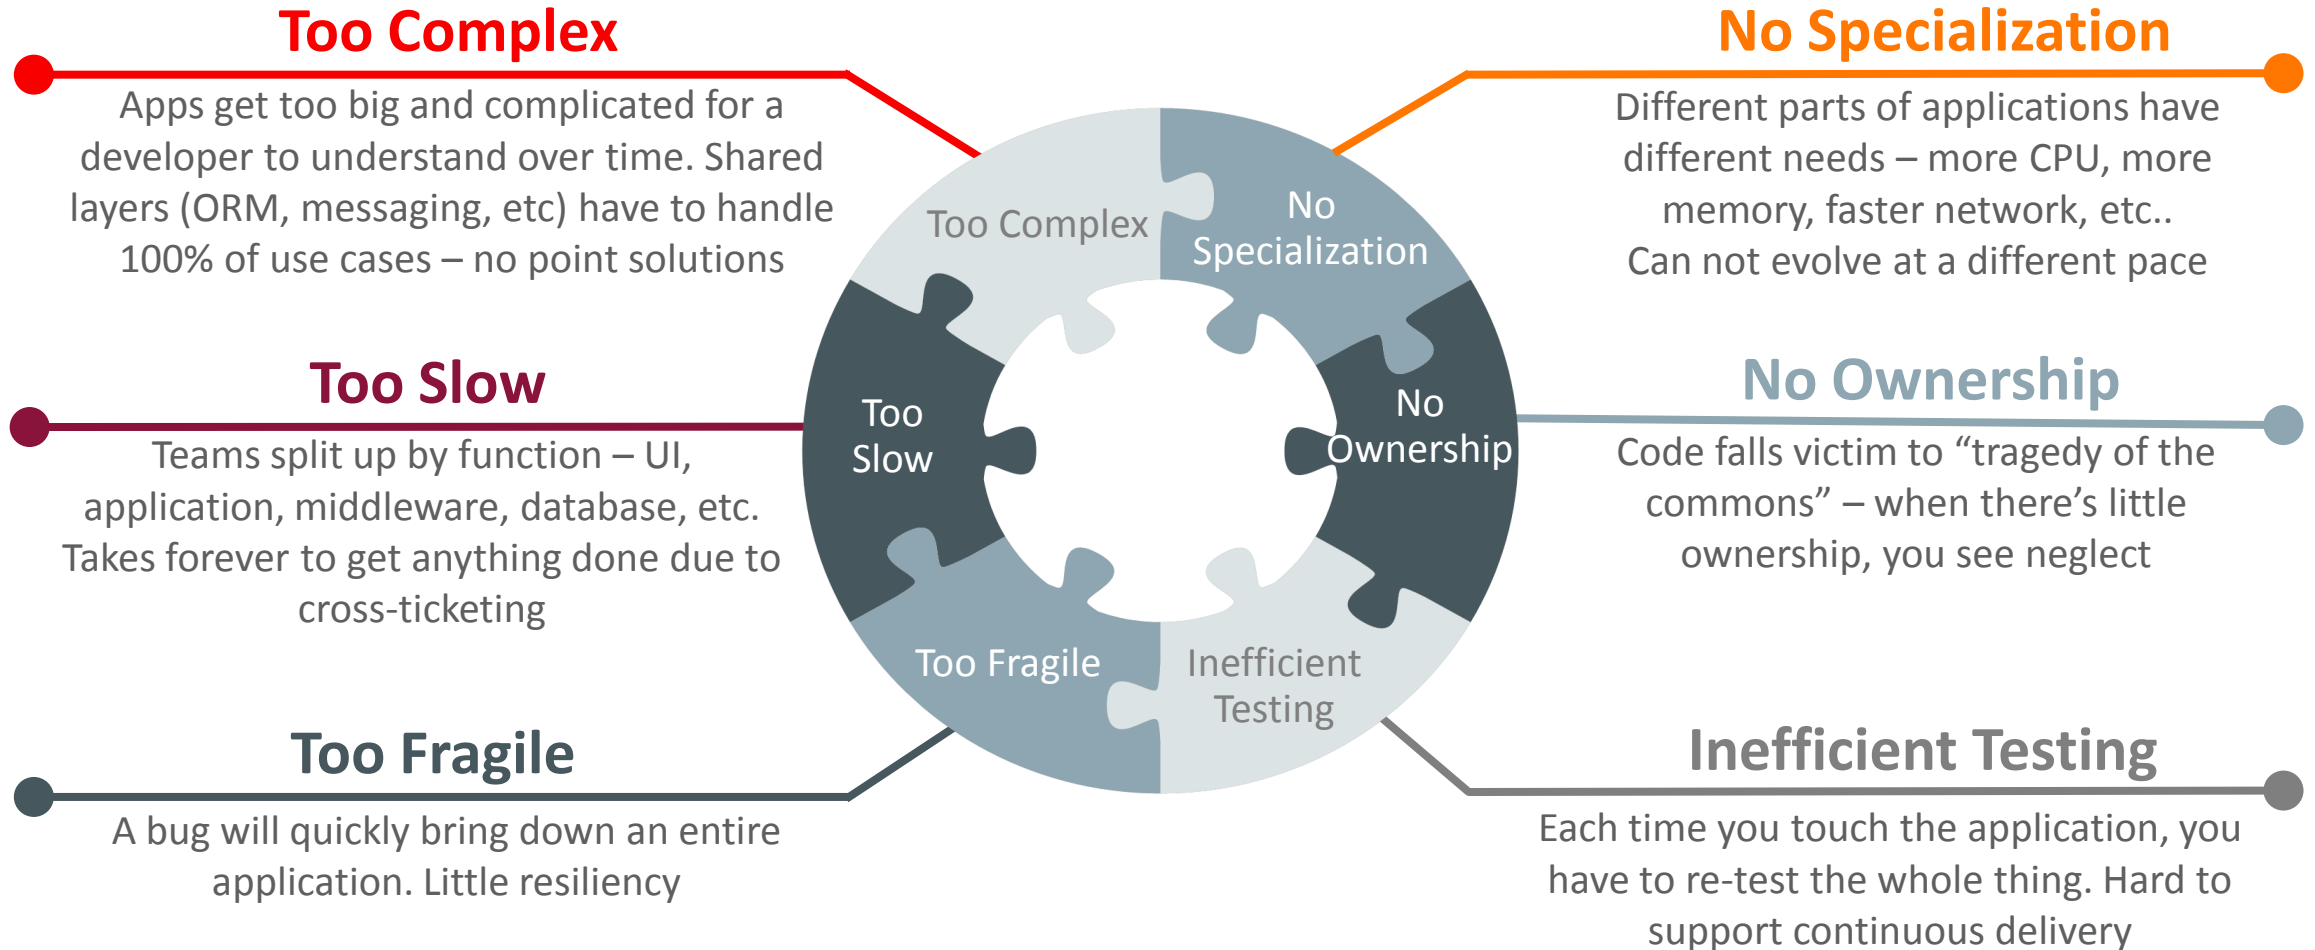 Too Complex
Apps get too big and complicated for a
developer to understand over time. Shared
layers (ORM, messaging, etc) have to handle
100% of use cases – no point solutions
Too Slow
Teams split up by function – UI,
application, middleware, database, etc.
Takes forever to get anything done due to
cross-ticketing
Too Fragile
A bug will quickly bring down an entire
application. Little resiliency
Too Complex
No
Specialization
Too
Slow
No
Ownership
Too Fragile
Inefficient
Testing
No Specialization
Different parts of applications have
different needs – more CPU, more
memory, faster network, etc..
Can not evolve at a different pace
No Ownership
Code falls victim to “tragedy of the
commons” – when there’s little
ownership, you see neglect
Inefficient Testing
Each time you touch the application, you
have to re-test the whole thing. Hard to
support continuous delivery